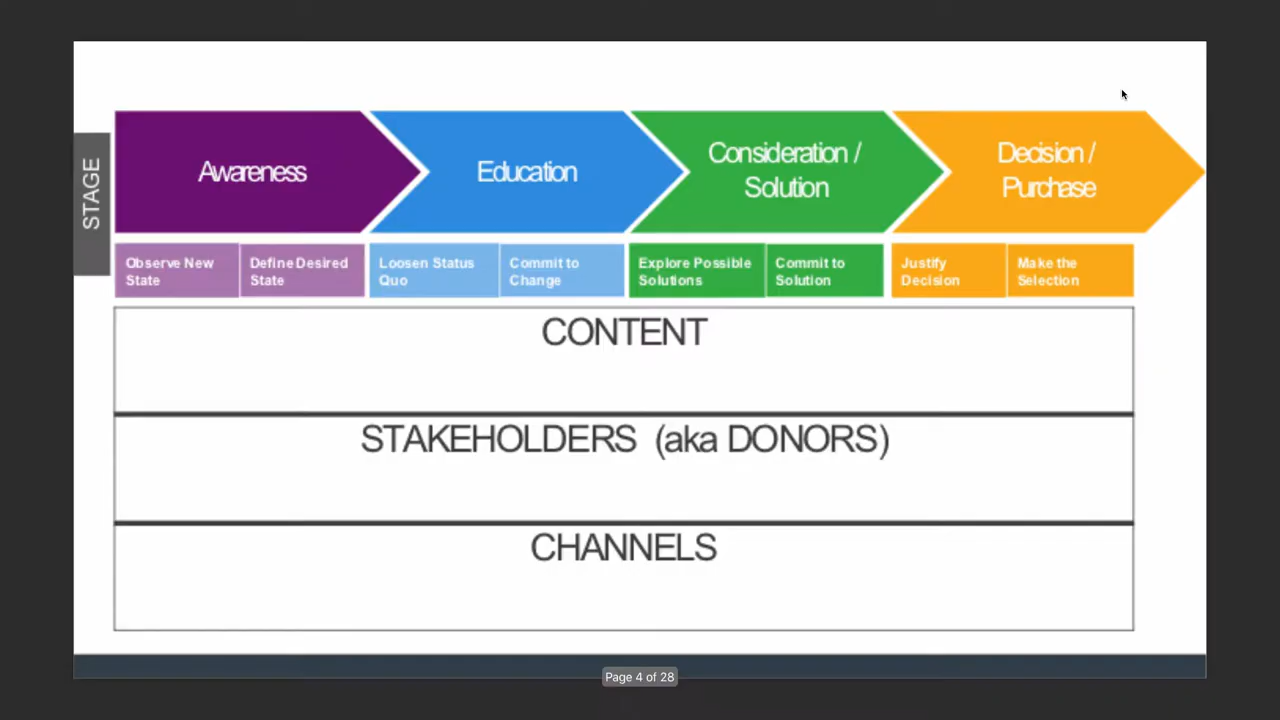 STAGE
Awareness
Education
Consideration /
Solution
Decision /
Purchase
Observe New
State
Define Desired
State
Loosen Status
Quo
Commit to
Change
Explore Possible
Solutions
Commit to
Solution
Justify
Decision
Make the
Selection
CONTENT
STAKEHOLDERS (aka DONORS)
CHANNELS
Page 4 of 28